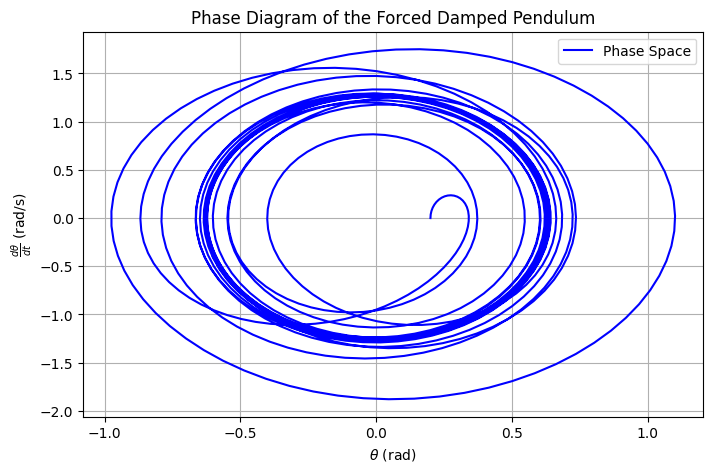 Phase Diagram of the Forced Damped Pendulum
Phase Space
1.5
1.0
0.5
0.0
−0.5
−1.0
−1.5
−2.0
dθ/dt (rad/s)
−1.0 −0.5 0.0 0.5 1.0
θ (rad)